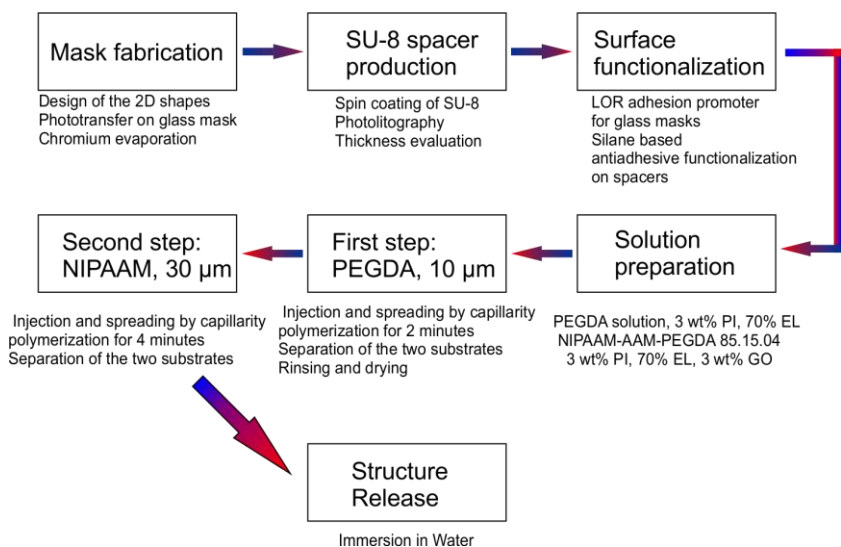 Mask fabrication
Design of the 2D shapes
Phototransfer on glass mask
Chromium evaporation
SU-8 spacer
production
Spin coating of SU-8
Photolitography
Thickness evaluation
Surface
functionalization
LOR adhesion promoter
for glass masks
Silane based
antiadhesive functionalization
on spacers
Solution
preparation
PEGDA solution, 3 wt% PI, 70% EL
NIPAAM-AAM-PEGDA 85.15.04
3 wt% PI, 70% EL, 3 wt% GO
First step:
PEGDA, 10 µm
Injection and spreading by capillarity
polymerization for 2 minutes
Separation of the two substrates
Rinsing and drying
Second step:
NIPAAM, 30 µm
Injection and spreading by capillarity
polymerization for 4 minutes
Separation of the two substrates
Structure
Release
Immersion in Water